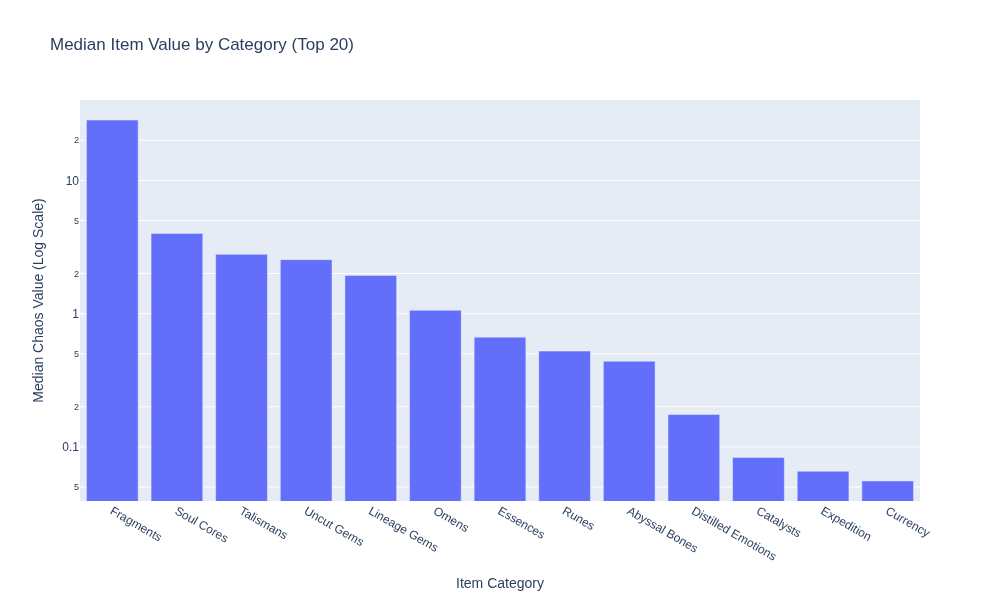 Median Item Value by Category (Top 20)
Median Chaos Value (Log Scale)
2
10
5
2
1
5
2
0.1
5
Fragments
Soul Cores
Talismans
Uncut Gems
Lineage Gems
Omens
Essences
Runes
Abyssal Bones
Distilled Emotions
Catalysts
Expedition
Currency
Item Category